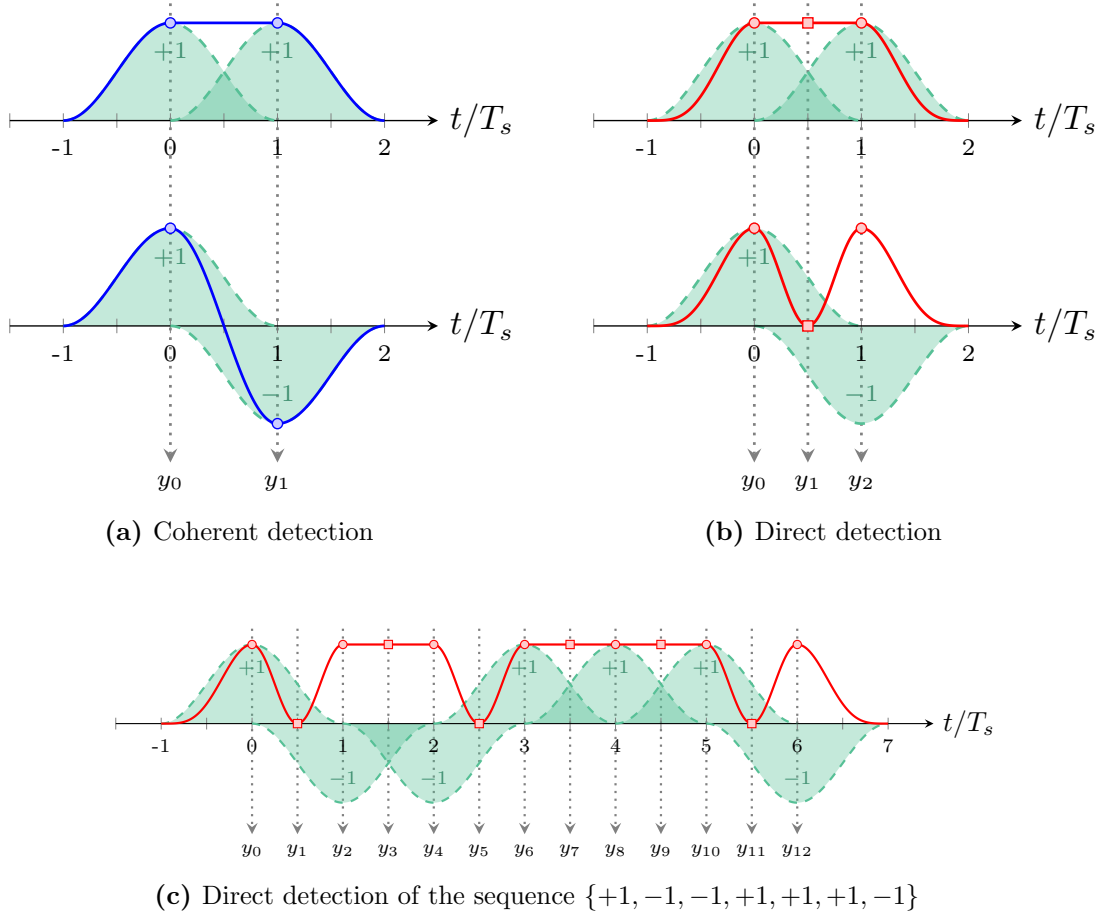 +1 +1
-1 0 1 2 t/T_s
+1 +1
-1 0 1 2 t/T_s
+1
-1 0 1 2 t/T_s
−1
+1
-1 0 1 2 t/T_s
−1
y_0 y_1
y_0 y_1 y_2
(a) Coherent detection
(b) Direct detection
+1 +1 +1 +1
-1 0 1 2 3 4 5 6 7 t/T_s
−1 −1 −1
y_0 y_1 y_2 y_3 y_4 y_5 y_6 y_7 y_8 y_9 y_10 y_11 y_12
(c) Direct detection of the sequence {+1, −1, −1, +1, +1, +1, −1}